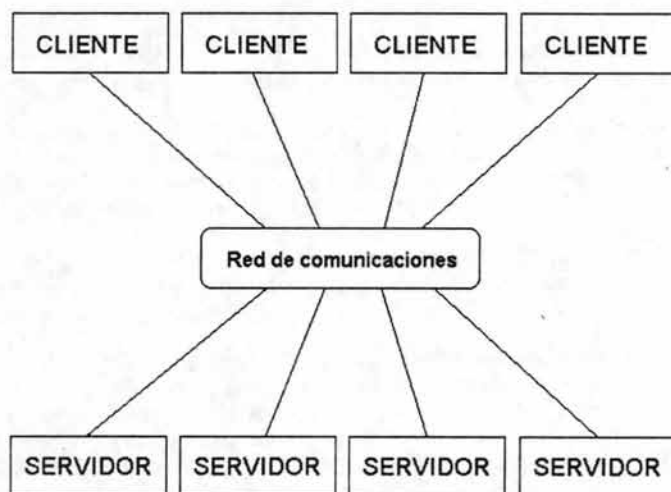 CLIENTE CLIENTE CLIENTE CLIENTE
Red de comunicaciones
SERVIDOR SERVIDOR SERVIDOR SERVIDOR